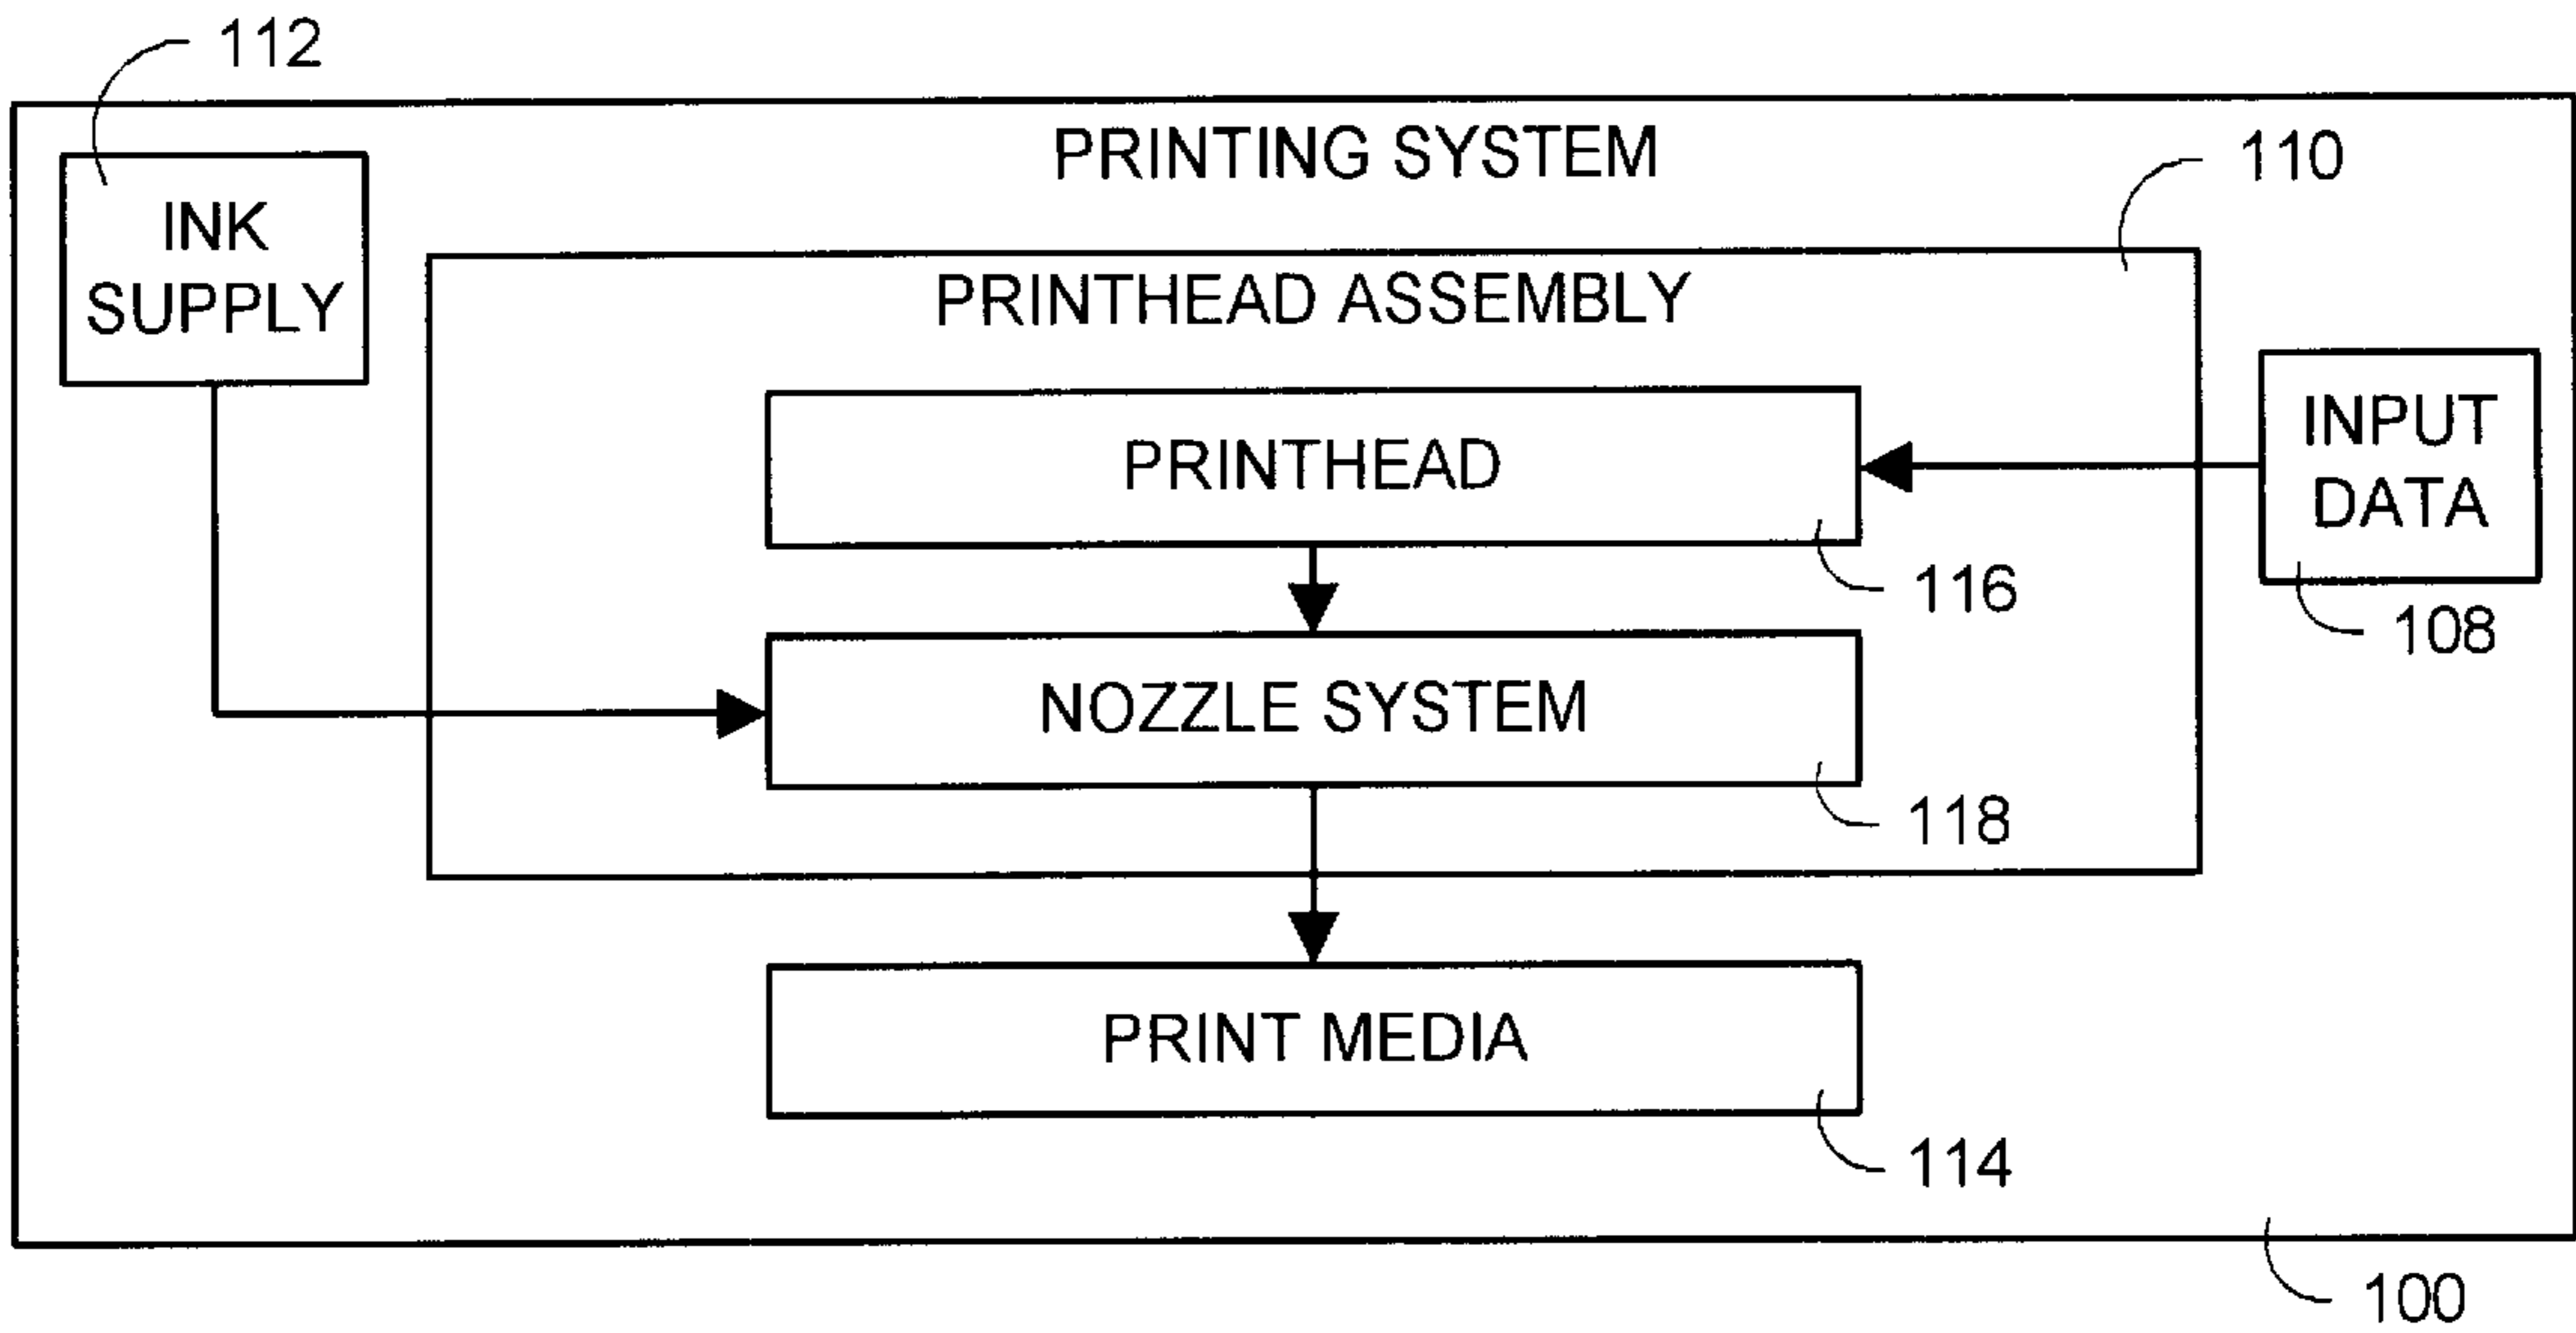 112
PRINTING SYSTEM
110
INK
SUPPLY
PRINTHEAD ASSEMBLY
PRINTHEAD
INPUT
DATA
116
108
NOZZLE SYSTEM
118
PRINT MEDIA
114
100